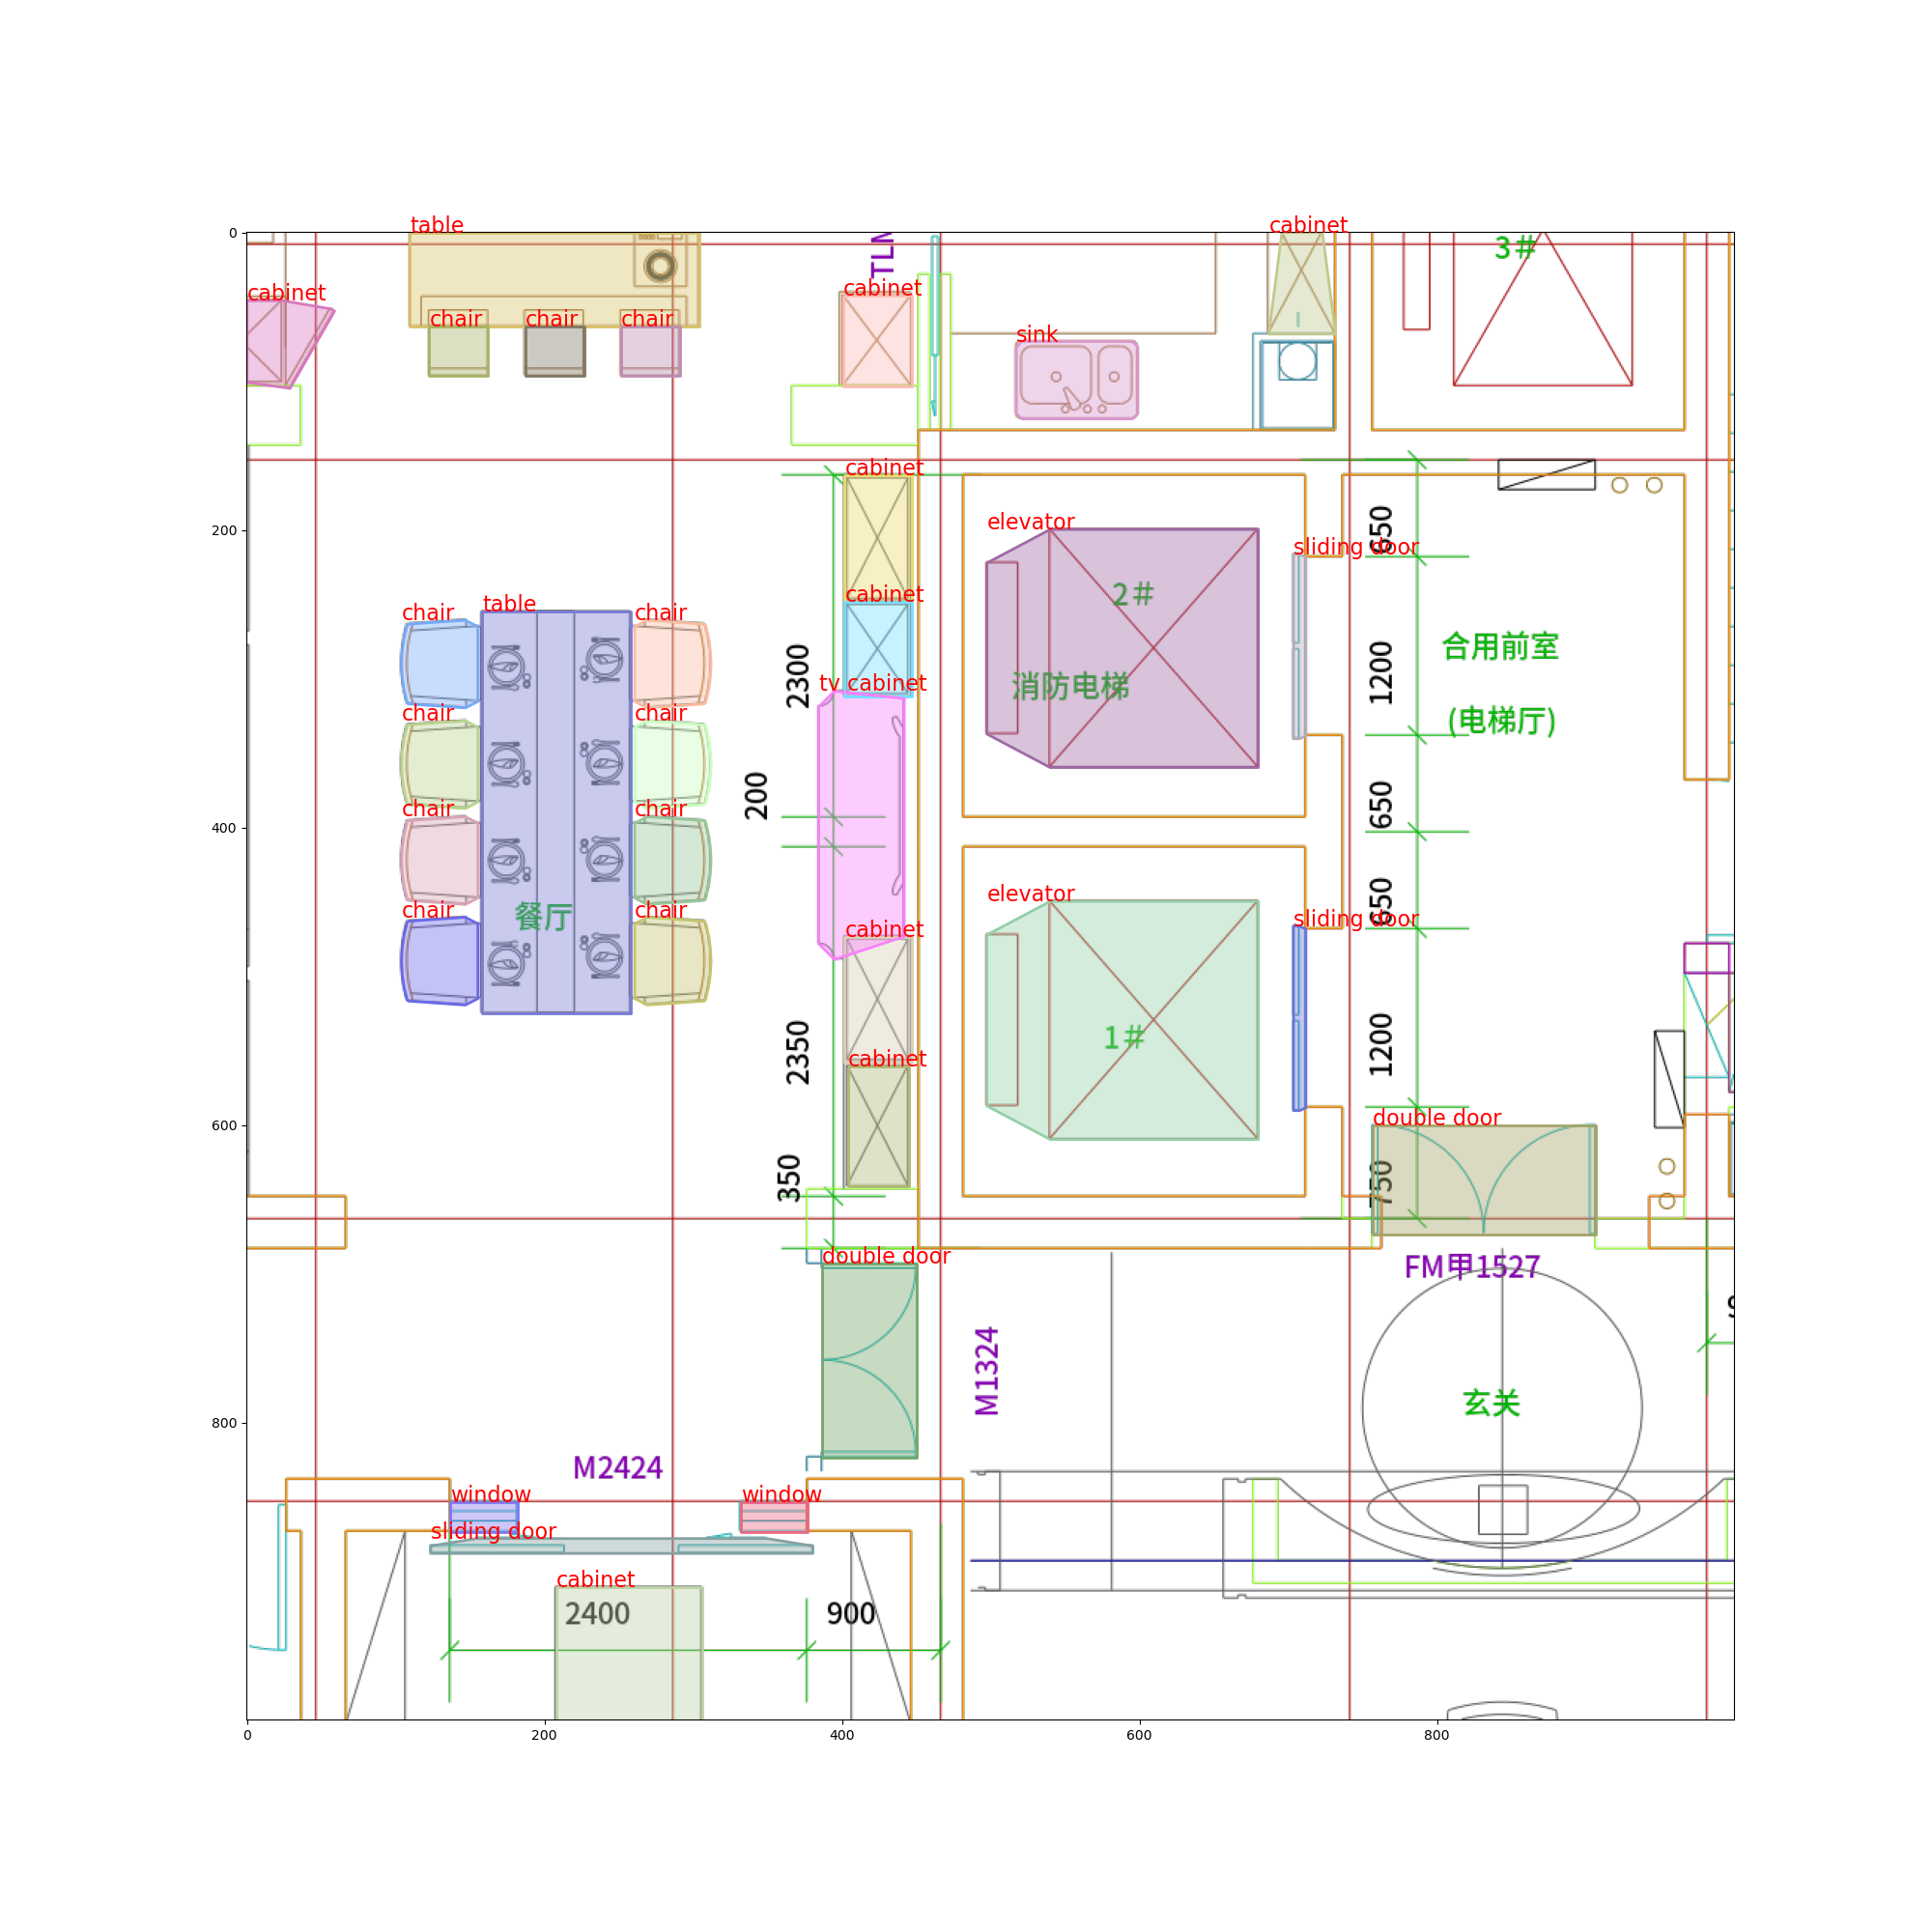 table
cabinet
TLM
3#
cabinet
cabinet
chair
chair
chair
sink
cabinet
elevator
650
sliding door
cabinet
2#
chair
table
chair
合用前室
2300
1200
tv cabinet
消防电梯
chair
chair
(电梯厅)
200
650
chair
chair
elevator
650
chair
餐厅
chair
cabinet
sliding door
1#
2350
1200
cabinet
double door
350
750
double door
FM甲1527
M1324
玄关
M2424
window
window
sliding door
cabinet
2400
900
0
200
400
600
800
0
200
400
600
800